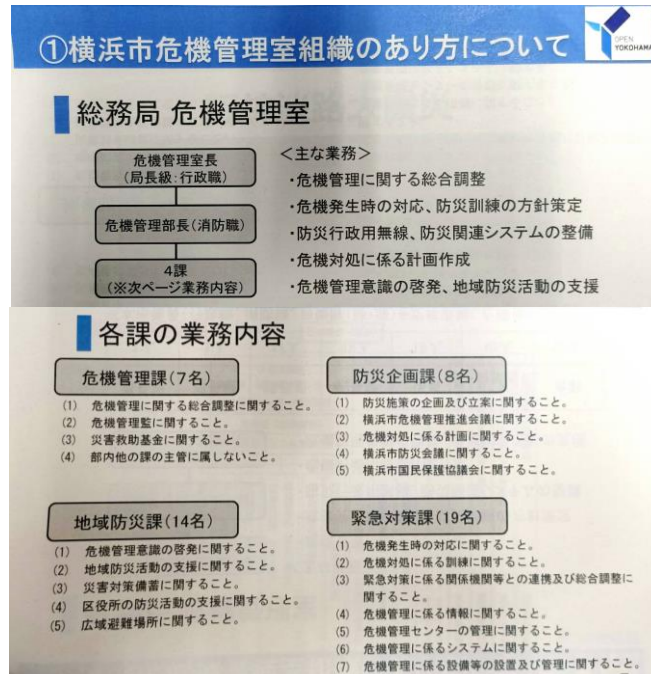 ①横浜市危機管理室組織のあり方について
OPEN
YOKOHAMA
総務局 危機管理室
危機管理室長
(局長級:行政職)
危機管理部長(消防職)
4課
(※次ページ業務内容)
<主な業務>
・危機管理に関する総合調整
・危機発生時の対応、防災訓練の方針策定
・防災行政用無線、防災関連システムの整備
・危機対処に係る計画作成
・危機管理意識の啓発、地域防災活動の支援
各課の業務内容
危機管理課(7名)
(1) 危機管理に関する総合調整に関すること。
(2) 危機管理監に関すること。
(3) 災害救助基金に関すること。
(4) 部内他の課の主管に属しないこと。
防災企画課(8名)
(1) 防災施策の企画及び立案に関すること。
(2) 横浜市危機管理推進会議に関すること。
(3) 危機対処に係る計画に関すること。
(4) 横浜市防災会議に関すること。
(5) 横浜市国民保護協議会に関すること。
地域防災課(14名)
(1) 危機管理意識の啓発に関すること。
(2) 地域防災活動の支援に関すること。
(3) 災害対策備蓄に関すること。
(4) 区役所の防災活動の支援に関すること。
(5) 広域避難場所に関すること。
緊急対策課(19名)
(1) 危機発生時の対応に関すること。
(2) 危機対処に係る訓練に関すること。
(3) 緊急対策に係る関係機関等との連携及び総合調整に
関すること。
(4) 危機管理に係る情報に関すること。
(5) 危機管理センターの管理に関すること。
(6) 危機管理に係るシステムに関すること。
(7) 危機管理に係る設備等の設置及び管理に関すること。